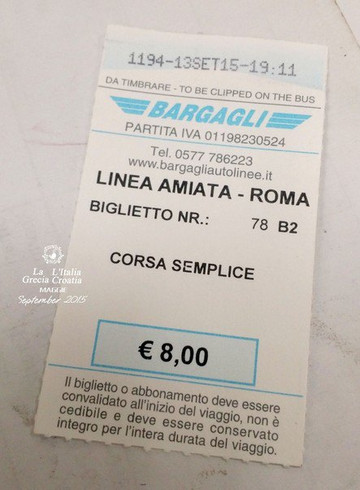 1194-13SET15-19:11
DA TIMBRARE - TO BE CLIPPED ON THE BUS
BARGAGLI
PARTITA IVA 01198230524
Tel. 0577 786223
www.bargagliautolinee.it
LINEA AMIATA - ROMA
BIGLIETTO NR.: 78 B2
CORSA SEMPLICE
€ 8,00
Il biglietto o abbonamento deve essere
convalidato all'inizio del viaggio, non è
cedibile e deve essere conservato
integro per l'intera durata del viaggio.
La L'Italia
Grecia Croatia
MAGGIE
September 2015